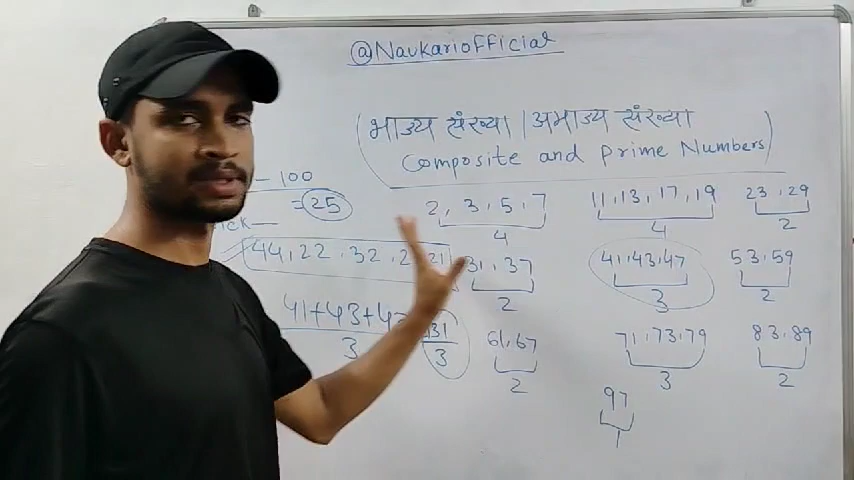 @NaukarioFFicial
भाज्य संख्या | अभाज्य संख्या
Composite and Prime Numbers
100
= 25
ick
44, 22, 32, 2 21
2, 3, 5, 7
4
11, 13, 17, 19
4
23, 29
2
31, 37
2
41, 43, 47
3
53, 59
2
41+43+4
3
131
3
61, 67
2
71, 73, 79
3
83, 89
2
97
1